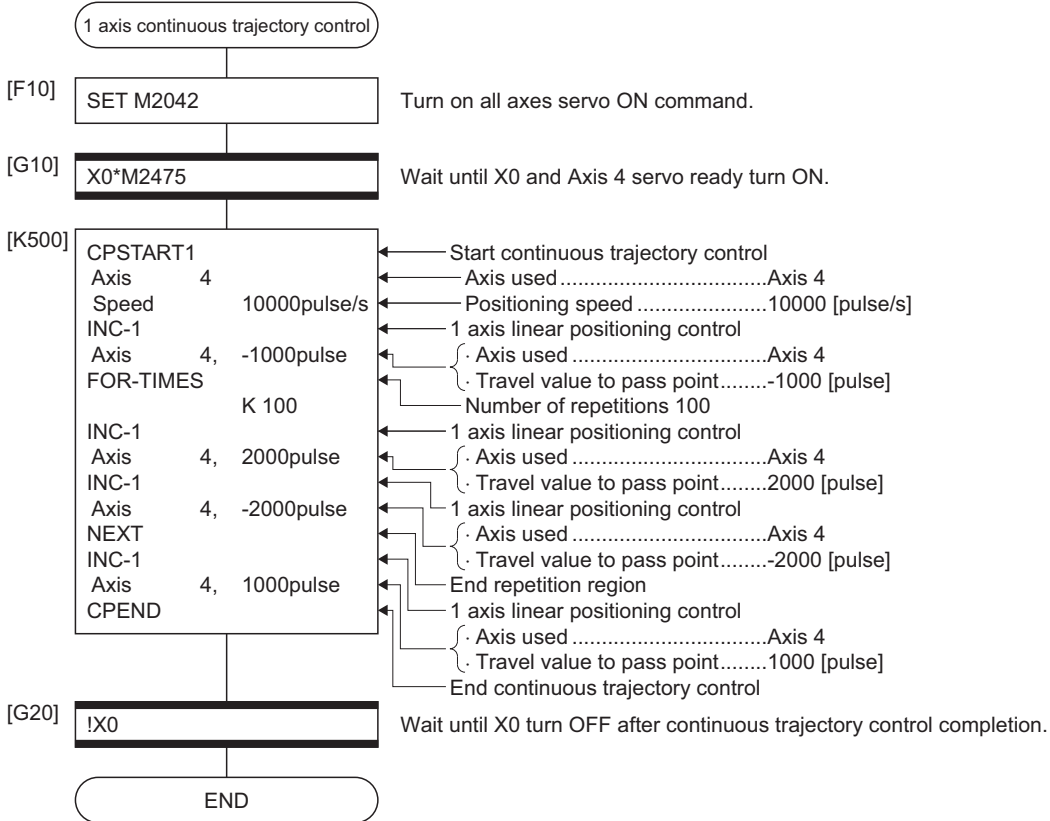 1 axis continuous trajectory control
[F10]
SET M2042
Turn on all axes servo ON command.
[G10]
X0*M2475
Wait until X0 and Axis 4 servo ready turn ON.
[K500]
CPSTART1
Start continuous trajectory control
Axis 4
Axis used ................................Axis 4
Speed 10000pulse/s
Positioning speed ......................10000 [pulse/s]
INC-1
1 axis linear positioning control
Axis 4, -1000pulse
· Axis used ................................Axis 4
· Travel value to pass point........-1000 [pulse]
FOR-TIMES
K 100
Number of repetitions 100
INC-1
1 axis linear positioning control
Axis 4, 2000pulse
· Axis used ................................Axis 4
· Travel value to pass point........2000 [pulse]
INC-1
1 axis linear positioning control
Axis 4, -2000pulse
· Axis used ................................Axis 4
· Travel value to pass point........-2000 [pulse]
NEXT
End repetition region
INC-1
1 axis linear positioning control
Axis 4, 1000pulse
· Axis used ................................Axis 4
· Travel value to pass point........1000 [pulse]
CPEND
End continuous trajectory control
[G20]
!X0
Wait until X0 turn OFF after continuous trajectory control completion.
END